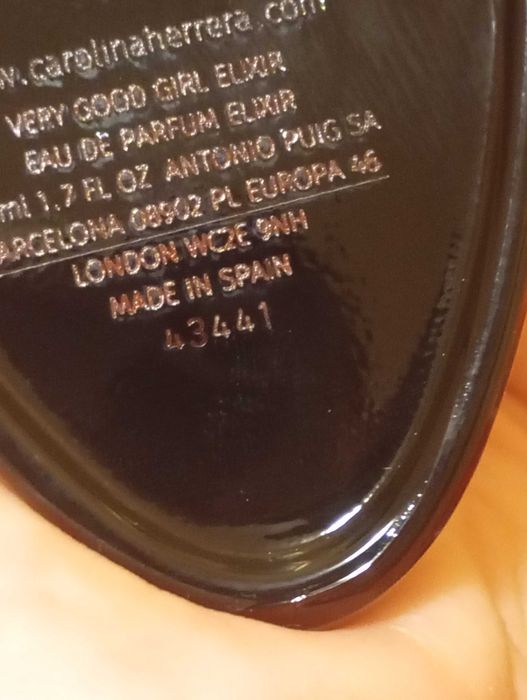 .carolinaherrera.com
VERY GOOD GIRL ELIXIR
EAU DE PARFUM ELIXIR
ml 1.7 FL OZ ANTONIO PUIG SA
ARCELONA 08902 PL EUROPA 46
LONDON WC2E 9NH
MADE IN SPAIN
43441